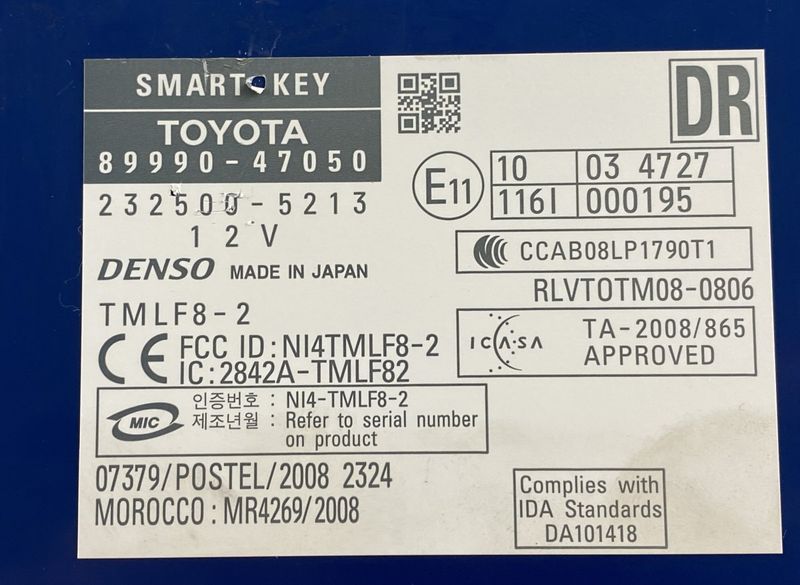 SMART KEY
TOYOTA
89990-47050
232500-5213
12V
DENSO MADE IN JAPAN
TMLF8-2
CE FCC ID : NI4TMLF8-2
IC : 2842A-TMLF82
MIC 인증번호 : NI4-TMLF8-2
제조년월 : Refer to serial number
on product
07379/POSTEL/2008 2324
MOROCCO : MR4269/2008
DR
E11
10 03 4727
116I 000195
CCAB08LP1790T1
RLVTOTM08-0806
ICASA TA-2008/865
APPROVED
Complies with
IDA Standards
DA101418